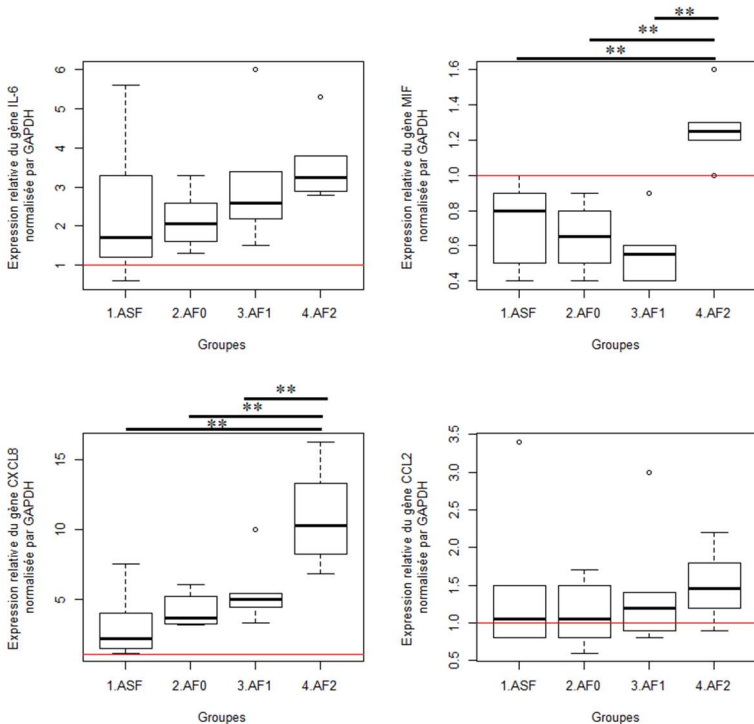 **
**
**
Expression relative du gène IL-6
normalisée par GAPDH
6
5
4
3
2
1
1.ASF 2.AF0 3.AF1 4.AF2
Groupes
Expression relative du gène MIF
normalisée par GAPDH
1.6
1.4
1.2
1.0
0.8
0.6
0.4
1.ASF 2.AF0 3.AF1 4.AF2
Groupes
**
**
**
Expression relative du gène CXCL8
normalisée par GAPDH
15
10
5
1.ASF 2.AF0 3.AF1 4.AF2
Groupes
Expression relative du gène CCL2
normalisée par GAPDH
3.5
3.0
2.5
2.0
1.5
1.0
0.5
1.ASF 2.AF0 3.AF1 4.AF2
Groupes